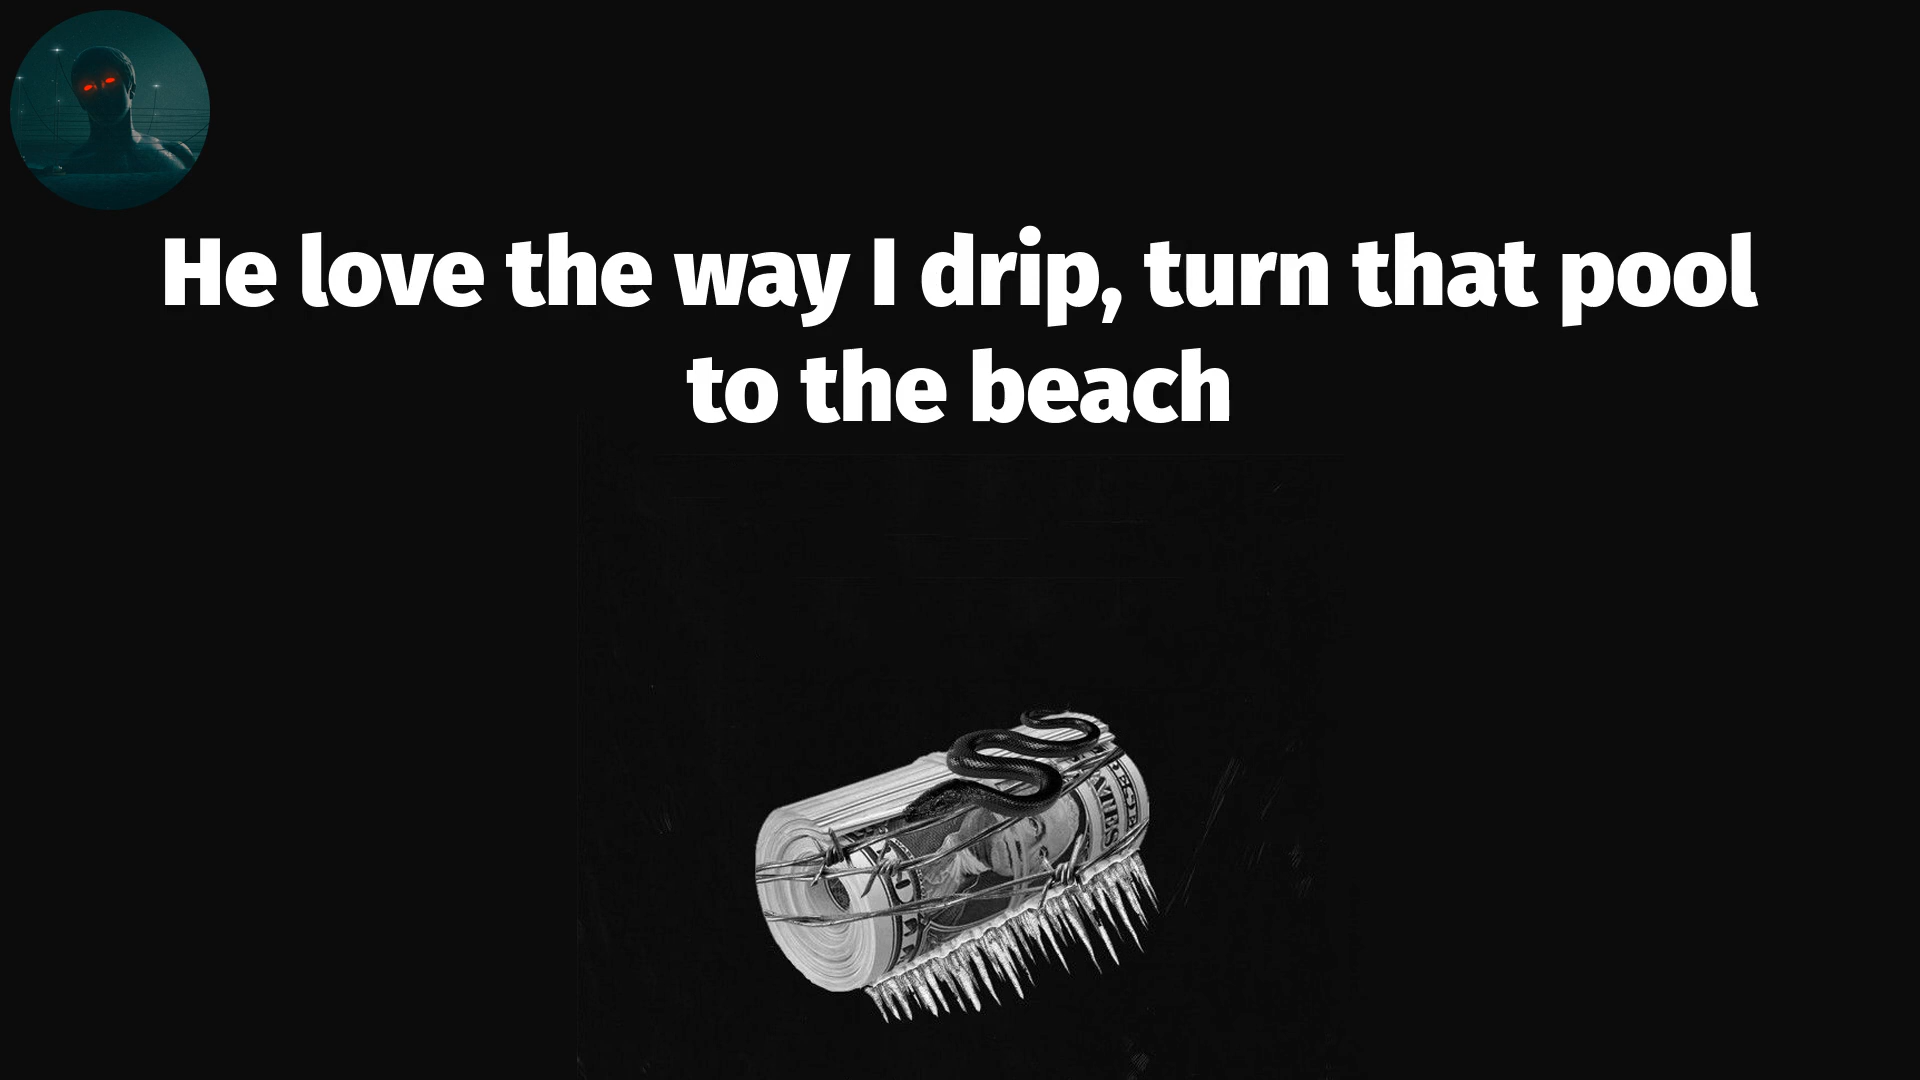 He love the way I drip, turn that pool
to the beach